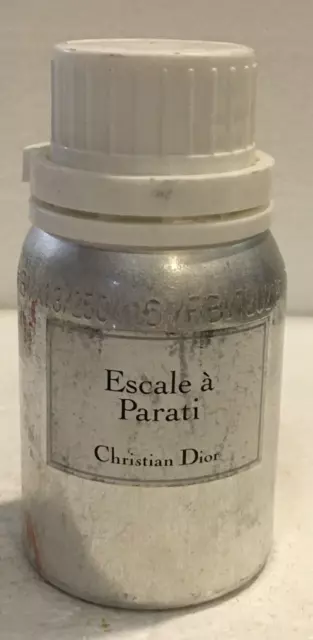 Escale à
Parati
Christian Dior